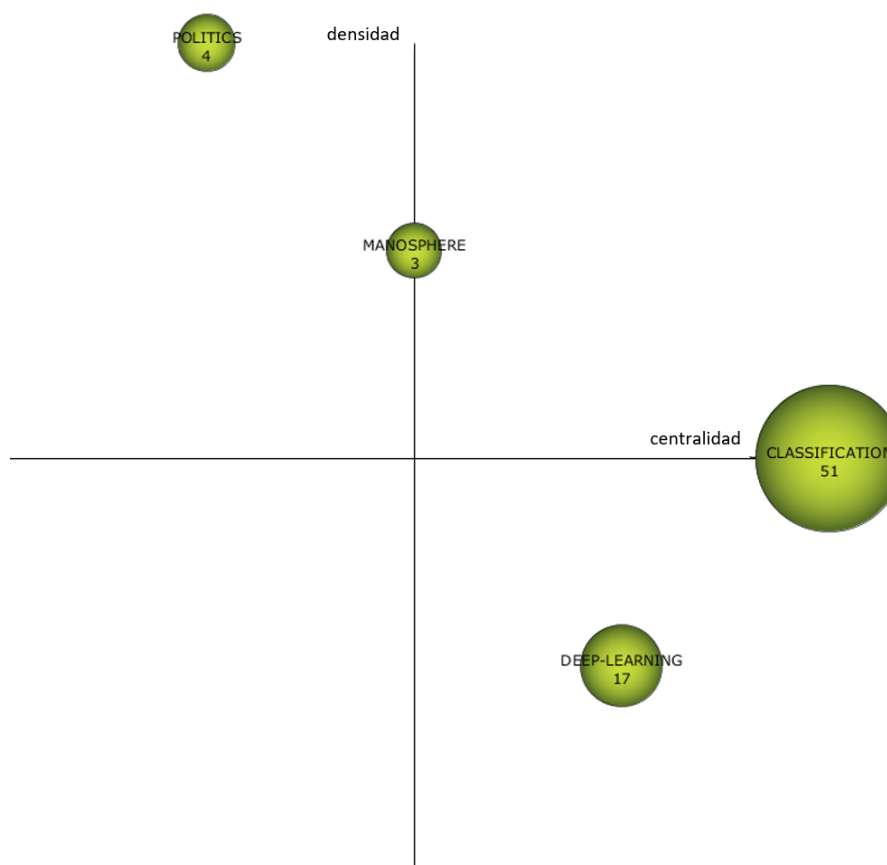 POLITICS
4
densidad
MANOSPHERE
3
centralidad
CLASSIFICATION
51
DEEP-LEARNING
17